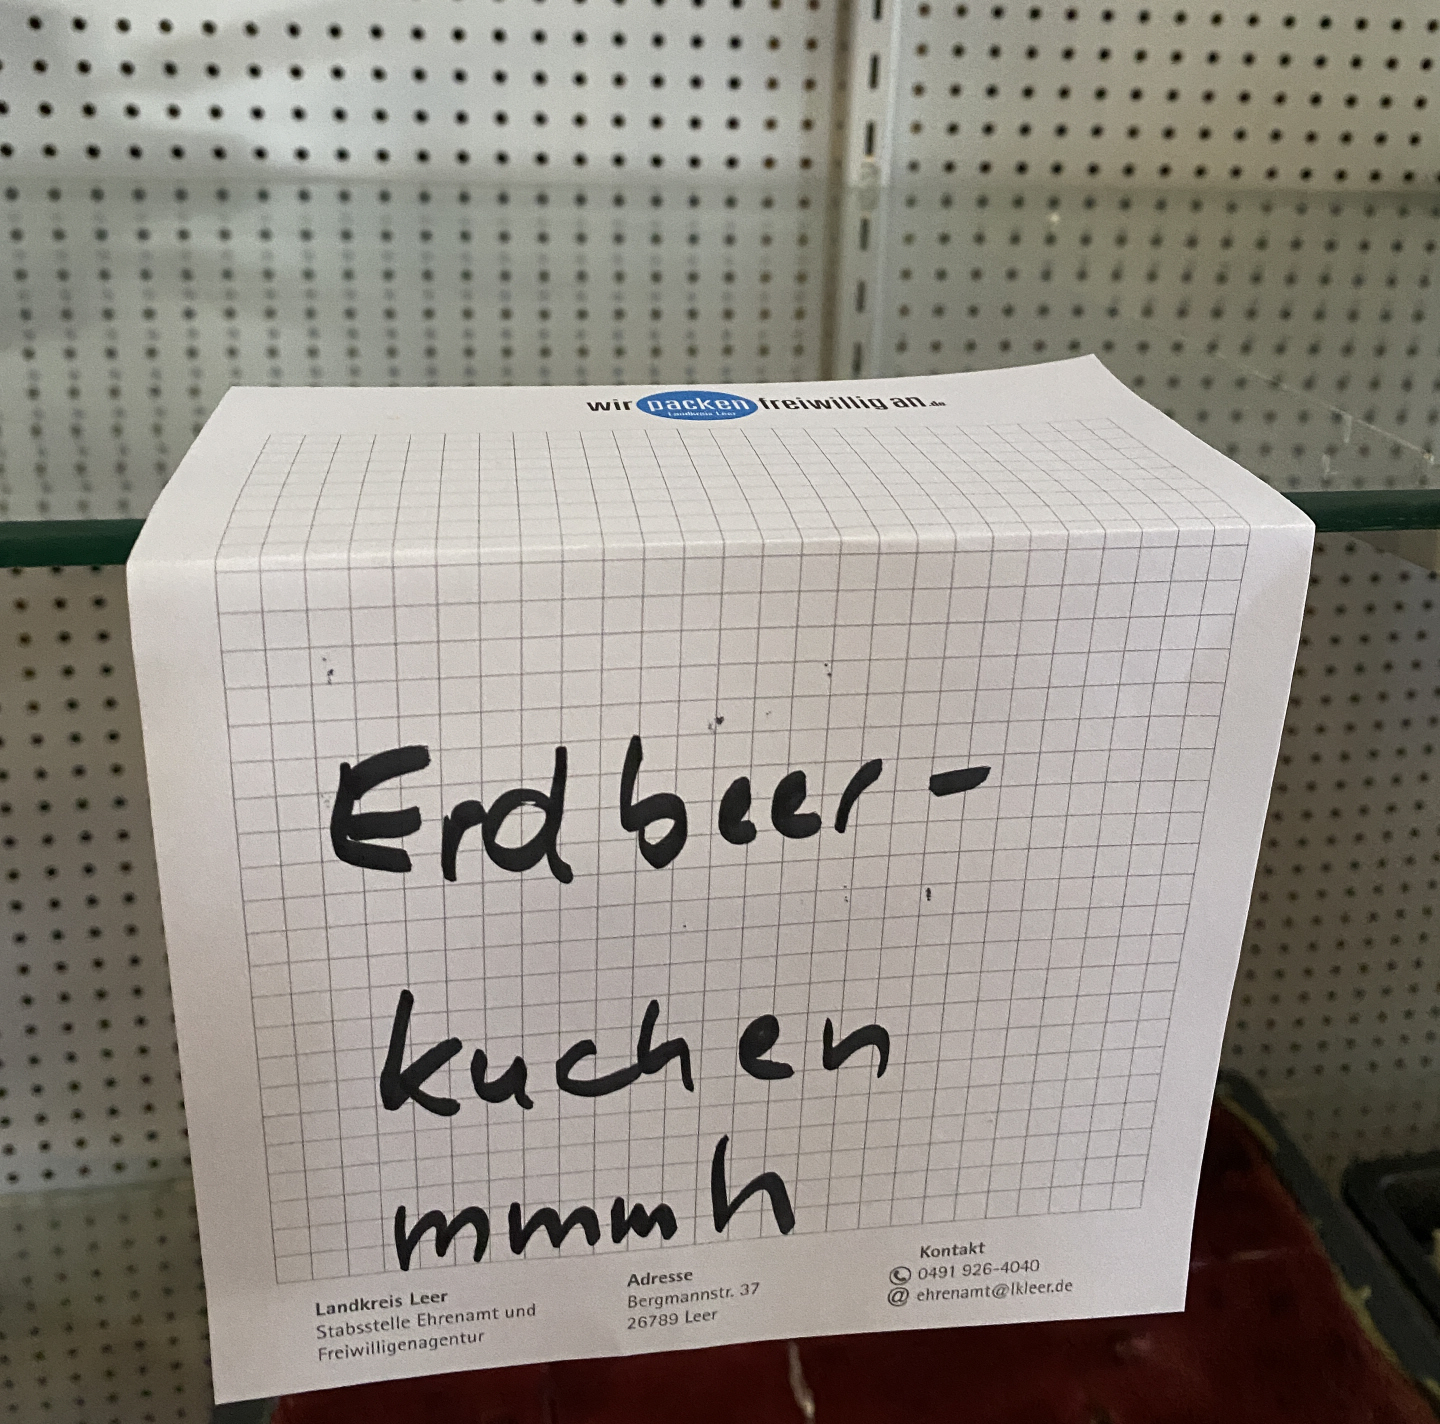 wir packen freiwillig an.de
Landkreis Leer
Erdbeer-
kuchen
mmmh
Landkreis Leer
Stabsstelle Ehrenamt und
Freiwilligenagentur
Adresse
Bergmannstr. 37
26789 Leer
Kontakt
0491 926-4040
@ ehrenamt@lkleer.de